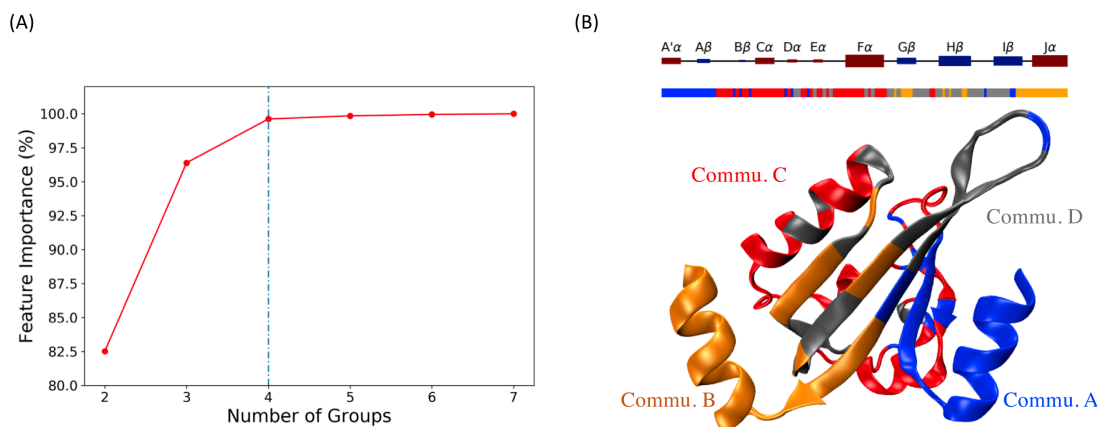 (A)
(B)
A'α Aβ Bβ Cα Dα Eα Fα Gβ Hβ Iβ Jα
Feature Importance (%)
100.0
97.5
95.0
92.5
90.0
87.5
85.0
82.5
80.0
2 3 4 5 6 7
Number of Groups
Commu. C
Commu. D
Commu. B
Commu. A